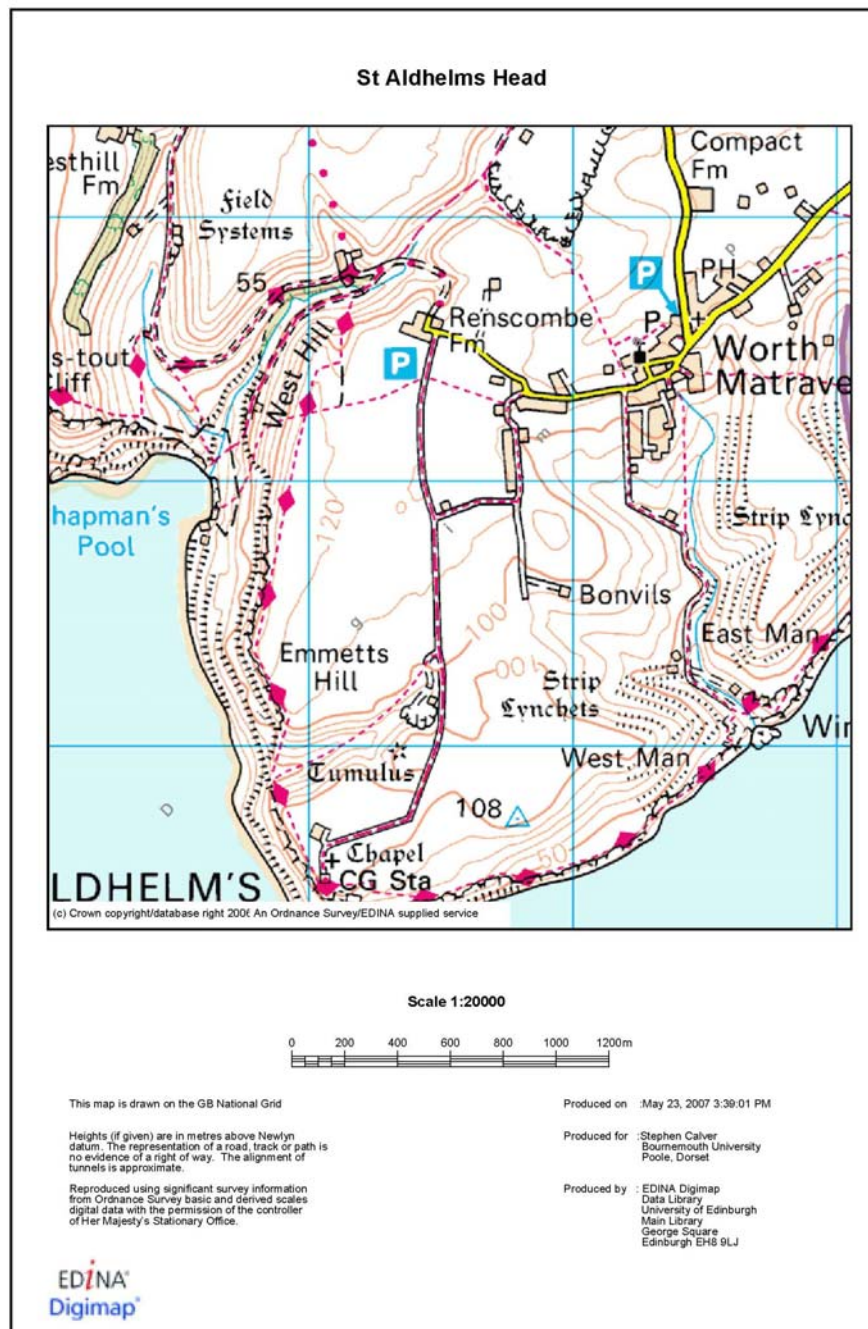 St Aldhelms Head
esthill
Fm
Field
Systems
55
Compact
Fm
PH
P
Renscombe
Fm
P
P
Worth
Matrave
s-tout
Cliff
West Hill
hapman's
Pool
120
Strip Lync
Bonvils
East Man
100
100
Emmetts
Hill
Strip
Lynchets
Win
West Man
Tumulus
108
50
Chapel
CG Sta
LDHELM'S
(c) Crown copyright/database right 2006 An Ordnance Survey/EDINA supplied service
Scale 1:20000
0 200 400 600 800 1000 1200m
This map is drawn on the GB National Grid
Heights (if given) are in metres above Newlyn
datum. The representation of a road, track or path is
no evidence of a right of way. The alignment of
tunnels is approximate.
Reproduced using significant survey information
from Ordnance Survey basic and derived scales
digital data with the permission of the controller
of Her Majesty's Stationary Office.
Produced on :May 23, 2007 3:39:01 PM
Produced for :Stephen Calver
Bournemouth University
Poole, Dorset
Produced by : EDINA Digimap
Data Library
University of Edinburgh
Main Library
George Square
Edinburgh EH8 9LJ
EDINA
Digimap